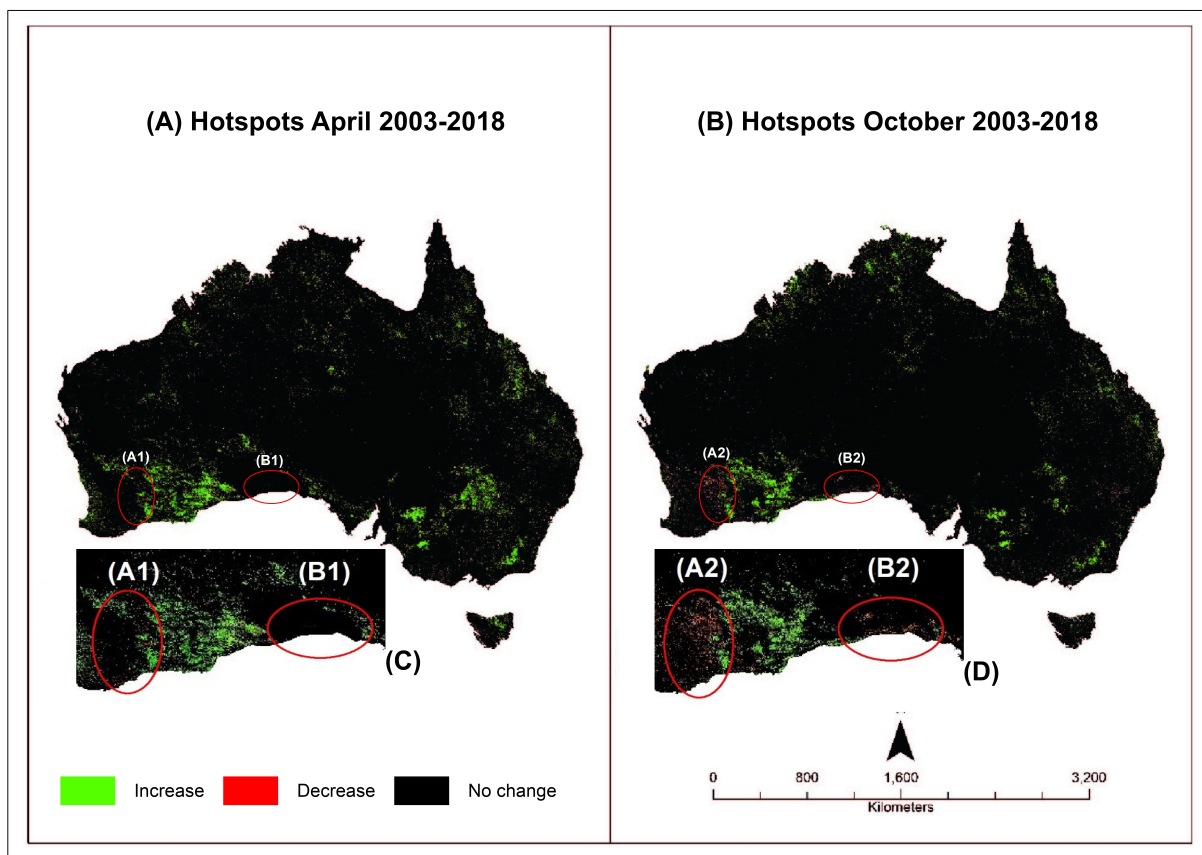 (A) Hotspots April 2003-2018
(B) Hotspots October 2003-2018
(A1)
(B1)
(A2)
(B2)
(A1)
(B1)
(C)
(A2)
(B2)
(D)
Increase
Decrease
No change
0
800
1,600
3,200
Kilometers